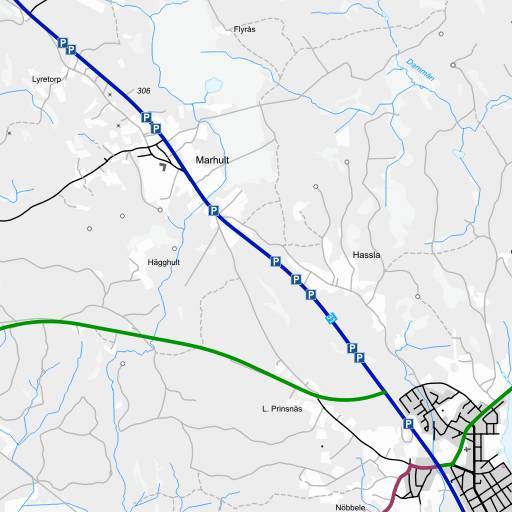 Flyrås
P
P
Dammån
Lyretorp
306
P
P
Marhult
P
Hassla
Hägghult
P
P
P
P
P
L. Prinsnäs
P
Nöbbele